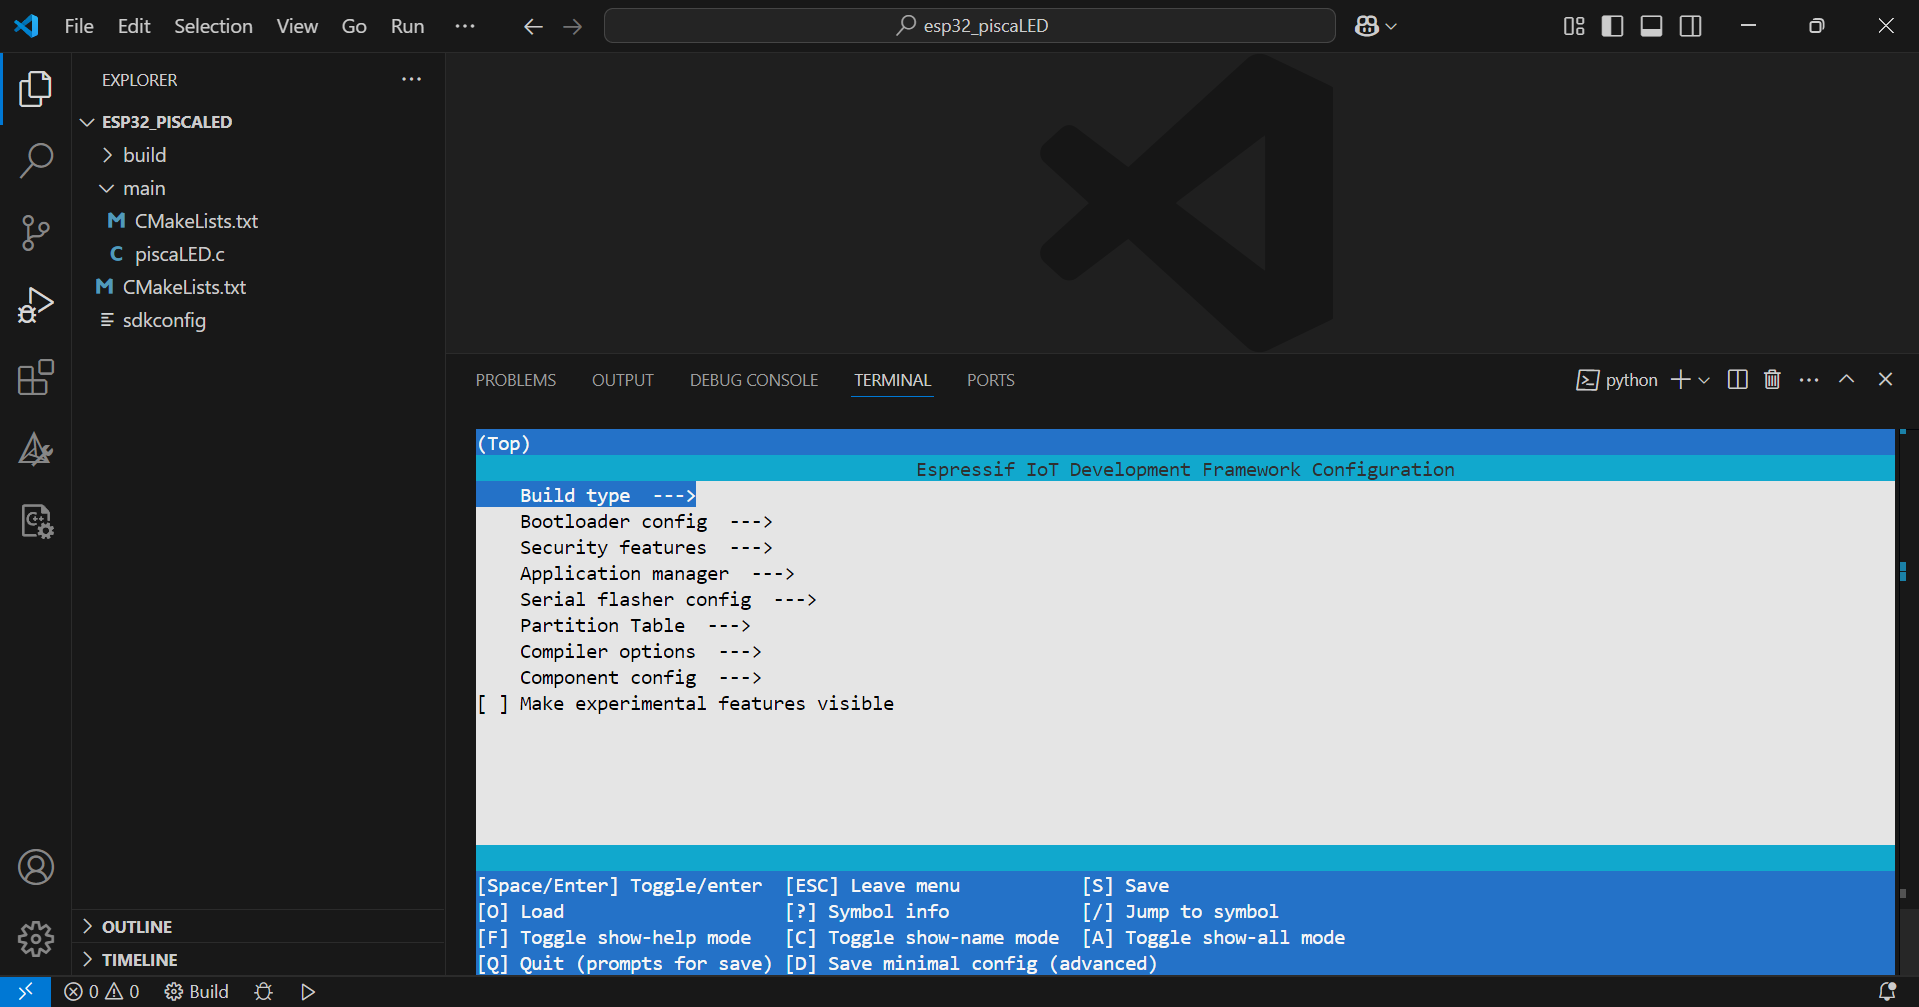 File Edit Selection View Go Run ···
esp32_piscaLED
EXPLORER ···
ESP32_PISCALED
build
main
M CMakeLists.txt
C piscaLED.c
M CMakeLists.txt
sdkconfig
OUTLINE
TIMELINE
PROBLEMS OUTPUT DEBUG CONSOLE TERMINAL PORTS
python
(Top)
Espressif IoT Development Framework Configuration
Build type --->
Bootloader config --->
Security features --->
Application manager --->
Serial flasher config --->
Partition Table --->
Compiler options --->
Component config --->
[ ] Make experimental features visible
[Space/Enter] Toggle/enter [ESC] Leave menu [S] Save
[O] Load [?] Symbol info [/] Jump to symbol
[F] Toggle show-help mode [C] Toggle show-name mode [A] Toggle show-all mode
[Q] Quit (prompts for save) [D] Save minimal config (advanced)
0 0 Build